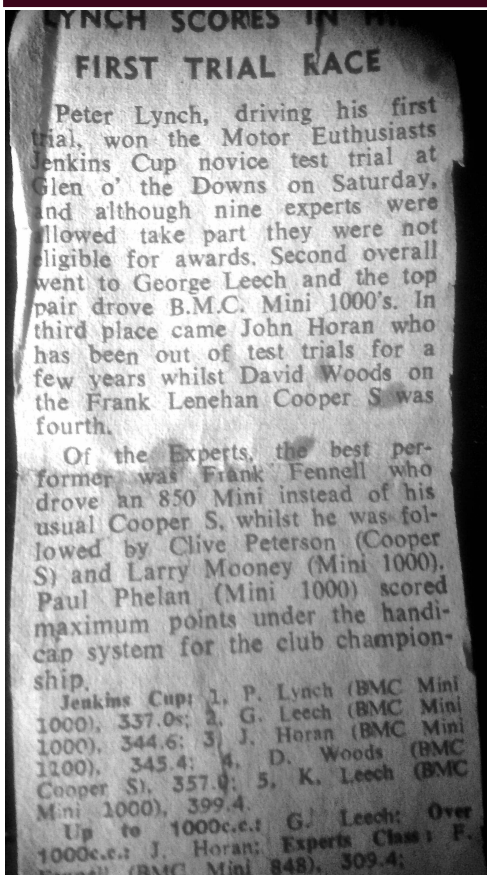 LYNCH SCORES IN
FIRST TRIAL RACE
Peter Lynch, driving his first
trial, won the Motor Euthusiasts
Jenkins Cup novice test trial at
Glen o' the Downs on Saturday,
and although nine experts were
allowed take part they were not
eligible for awards. Second overall
went to George Leech and the top
pair drove B.M.C. Mini 1000's. In
third place came John Horan who
has been out of test trials for a
few years whilst David Woods on
the Frank Lenehan Cooper S was
fourth.
Of the Experts, the best per-
former was Frank Fennell who
drove an 850 Mini instead of his
usual Cooper S, whilst he was fol-
lowed by Clive Peterson (Cooper
S) and Larry Mooney (Mini 1000).
Paul Phelan (Mini 1000) scored
maximum points under the handi-
cap system for the club champion-
ship.
Jenkins Cup: 1, P. Lynch (BMC Mini
1000), 337.0s; 2, G. Leech (BMC Mini
1000), 344.6; 3, J. Horan (BMC Mini
1100), 345.4; 4, D. Woods (BMC
Cooper S), 357.0; 5, K. Leech (BMC
Mini 1000), 399.4.
Up to 1000c.c.: G. Leech; Over
1000c.c.: J. Horan; Experts Class: F.
(BMC Mini 848), 309.4;